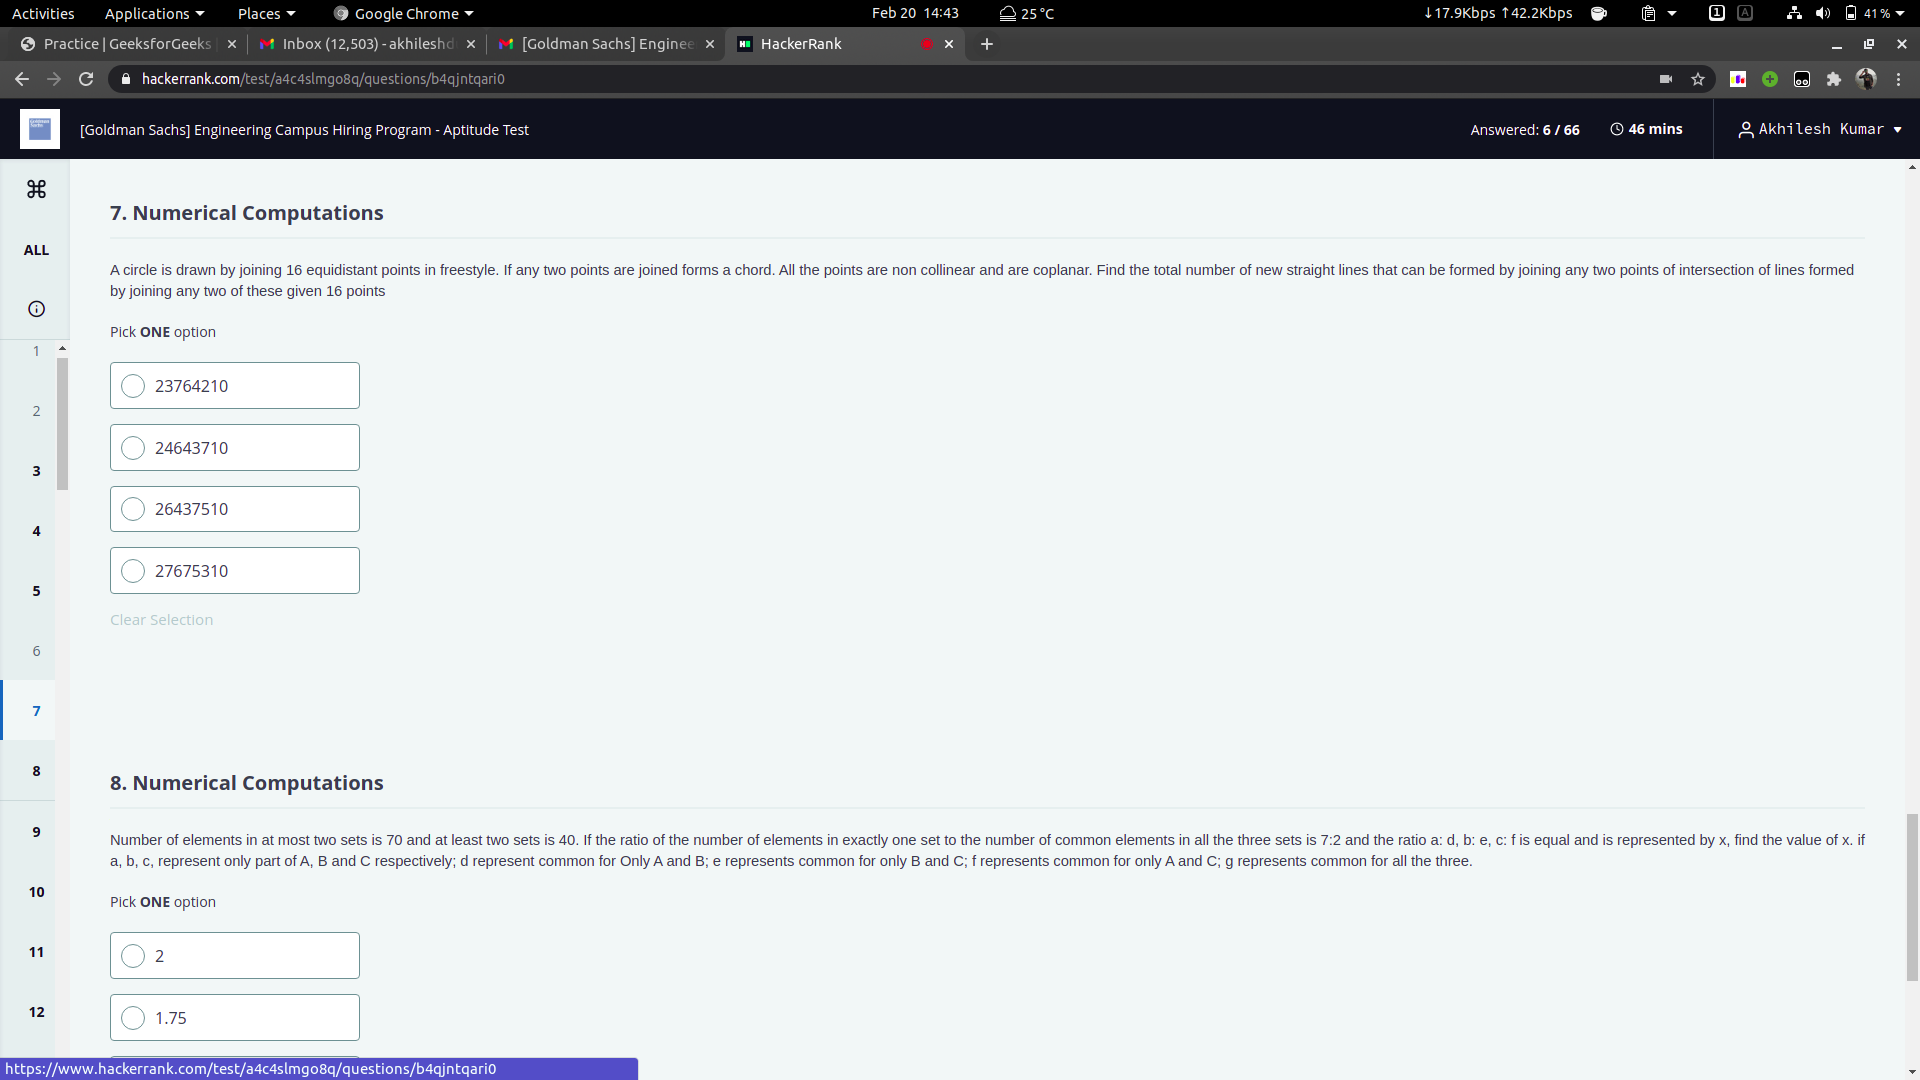 Activities Applications Places Google Chrome Feb 20 14:43 25 °C ↓17.9Kbps ↑42.2Kbps 1 A 41 %
Practice | GeeksforGeeks Inbox (12,503) - akhileshd [Goldman Sachs] Enginee HackerRank
hackerrank.com/test/a4c4slmgo8q/questions/b4qjntqari0
[Goldman Sachs] Engineering Campus Hiring Program - Aptitude Test Answered: 6 / 66 46 mins Akhilesh Kumar
ALL
1
2
3
4
5
6
7
8
9
10
11
12
7. Numerical Computations
A circle is drawn by joining 16 equidistant points in freestyle. If any two points are joined forms a chord. All the points are non collinear and are coplanar. Find the total number of new straight lines that can be formed by joining any two points of intersection of lines formed
by joining any two of these given 16 points
Pick ONE option
23764210
24643710
26437510
27675310
Clear Selection
8. Numerical Computations
Number of elements in at most two sets is 70 and at least two sets is 40. If the ratio of the number of elements in exactly one set to the number of common elements in all the three sets is 7:2 and the ratio a: d, b: e, c: f is equal and is represented by x, find the value of x. if
a, b, c, represent only part of A, B and C respectively; d represent common for Only A and B; e represents common for only B and C; f represents common for only A and C; g represents common for all the three.
Pick ONE option
2
1.75
https://www.hackerrank.com/test/a4c4slmgo8q/questions/b4qjntqari0